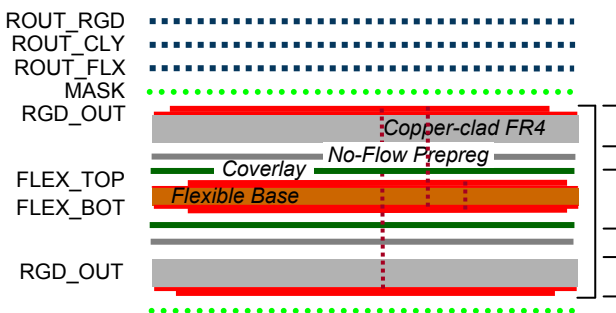 ROUT_RGD
ROUT_CLY
ROUT_FLX
MASK
RGD_OUT
Copper-clad FR4
No-Flow Prepreg
Coverlay
FLEX_TOP
Flexible Base
FLEX_BOT
RGD_OUT